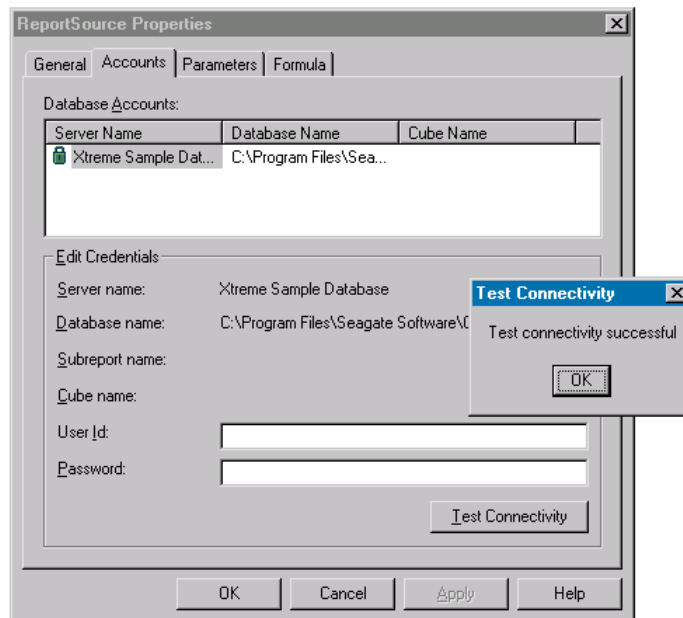 ReportSource Properties
General Accounts Parameters Formula
Database Accounts:
Server Name Database Name Cube Name
Xtreme Sample Dat... C:\Program Files\Sea...
Edit Credentials
Server name: Xtreme Sample Database
Database name: C:\Program Files\Seagate Software\
Subreport name:
Cube name:
User Id:
Password:
Test Connectivity
OK Cancel Apply Help
Test Connectivity
Test connectivity successful
OK